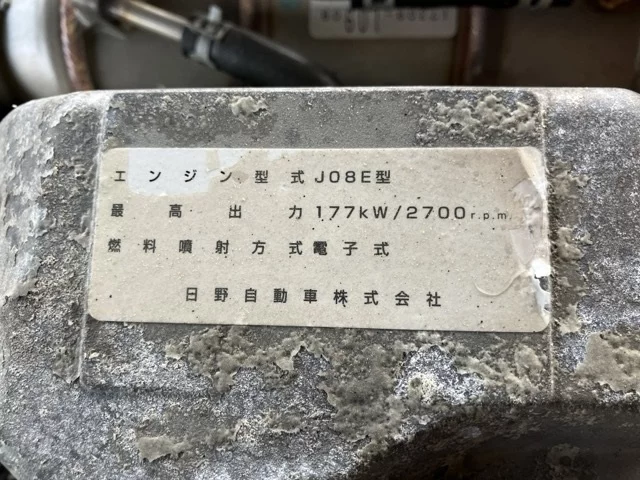 エンジン型式J08E型
最高出力177kW/2700r.p.m.
燃料噴射方式電子式
日野自動車株式会社